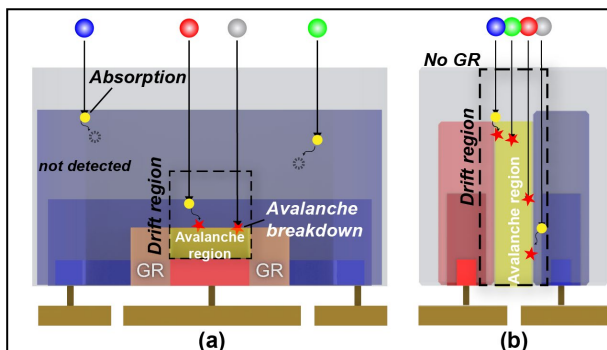 (a)
Absorption
not detected
Drift region
Avalanche
breakdown
Avalanche
region
GR
GR
(b)
No GR
Drift region
Avalanche region